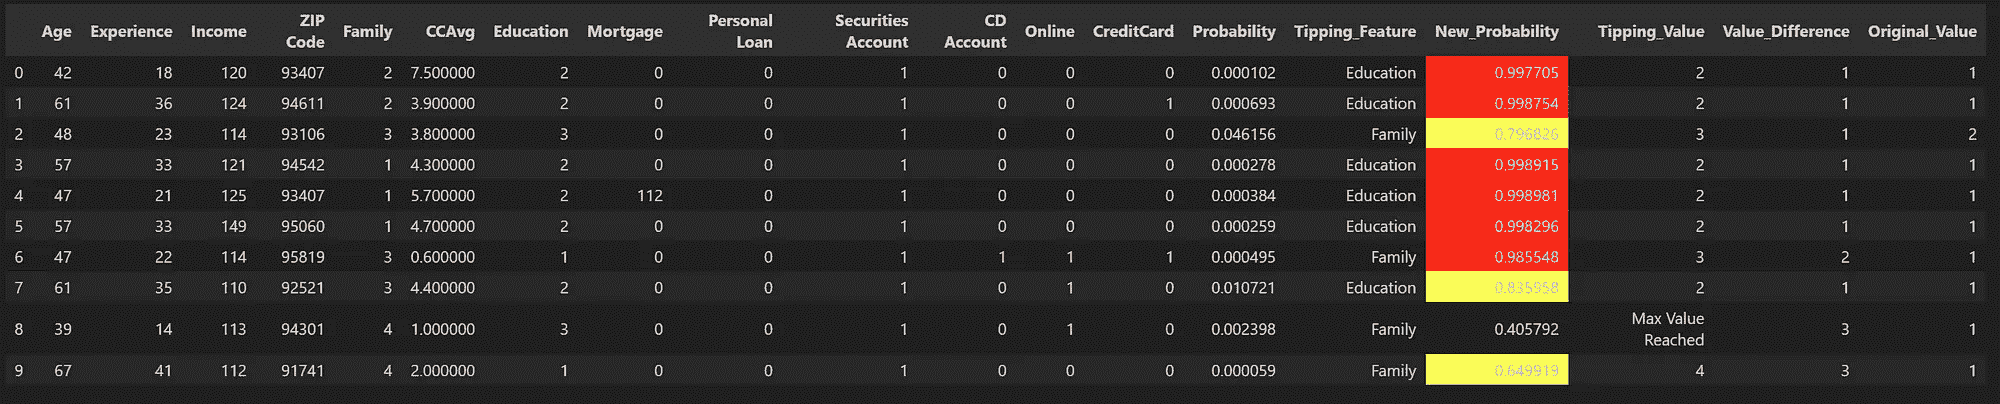 Age Experience Income ZIP Code Family CCAvg Education Mortgage Personal Loan Securities Account CD Account Online CreditCard Probability Tipping_Feature New_Probability Tipping_Value Value_Difference Original_Value
0 42 18 120 93407 2 7.500000 2 0 0 1 0 0 0 0.000102 Education 0.997705 2 1 1
1 61 36 124 94611 2 3.900000 2 0 0 1 0 0 1 0.000693 Education 0.998754 2 1 1
2 48 23 114 93106 3 3.800000 3 0 0 1 0 0 0 0.046156 Family 0.796826 3 1 2
3 57 33 121 94542 1 4.300000 2 0 0 1 0 0 0 0.000278 Education 0.998915 2 1 1
4 47 21 125 93407 1 5.700000 2 112 0 1 0 0 0 0.000384 Education 0.998981 2 1 1
5 57 33 149 95060 1 4.700000 2 0 0 1 0 0 0 0.000259 Education 0.998296 2 1 1
6 47 22 114 95819 3 0.600000 1 0 0 1 1 1 1 0.000495 Family 0.985548 3 2 1
7 61 35 110 92521 3 4.400000 2 0 0 1 0 1 0 0.010721 Education 2 1 1
8 39 14 113 94301 4 1.000000 3 0 0 1 0 1 0 0.002398 Family 0.405792 Max Value Reached 3 1
9 67 41 112 91741 4 2.000000 1 0 0 1 0 0 0 0.000059 Family 0.649919 4 3 1